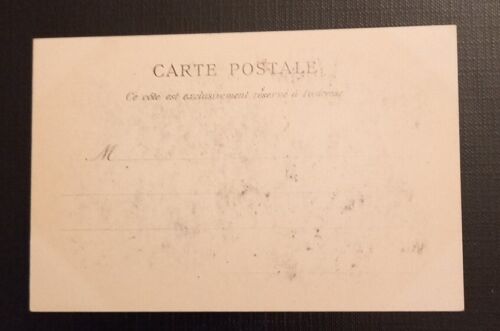 CARTE POSTALE
Ce côté est exclusivement réservé à l'adresse
M